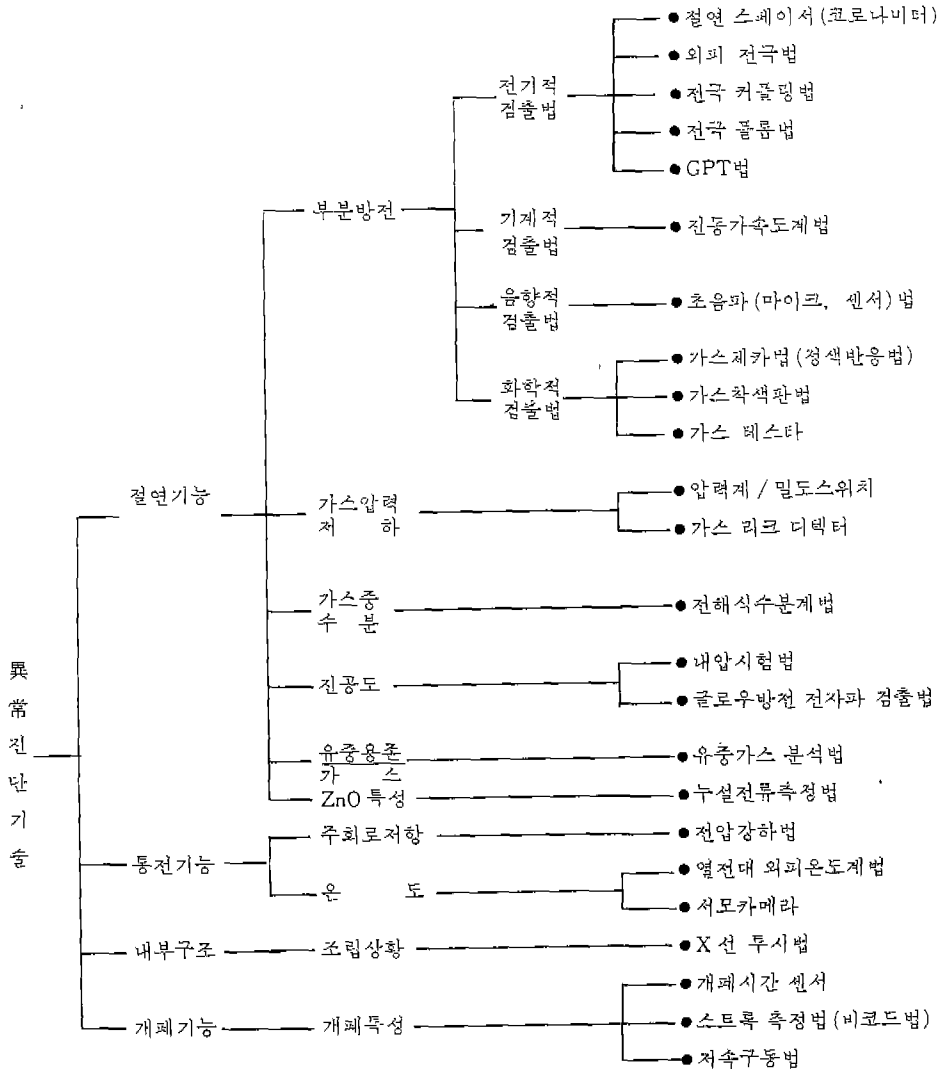 절연 스페이서(코로나미터)
외피 전극법
전기적
검출법
전극 커플링법
전극 플롭법
GPT법
부분방전
기계적
검출법
진동가속도계법
음향적
검출법
초음파(마이크, 센서)법
가스체카법(정색반응법)
화학적
검출법
가스착색판법
가스 테스타
절연기능
가스압력
저 하
압력계 / 밀도스위치
가스 리크 디텍터
가스중
수 분
전해식수분계법
진공도
내압시험법
글로우방전 전자파 검출법
유중용존
가 스
유중가스 분석법
ZnO 특성
누설전류측정법
異常진단기술
통전기능
주회로저항
전압강하법
온 도
열전대 외피온도계법
서모카메라
내부구조
조립상황
X선 투시법
개폐기능
개폐특성
개폐시간 센서
스트록 측정법(비코드법)
저속구동법